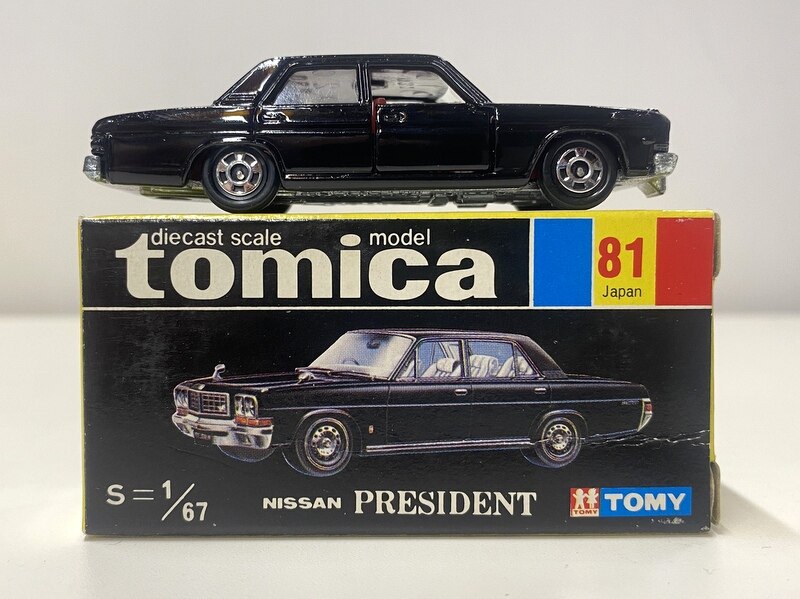 diecast scale model
tomica
81
Japan
S = 1/67
NISSAN PRESIDENT
TOMY TOMY